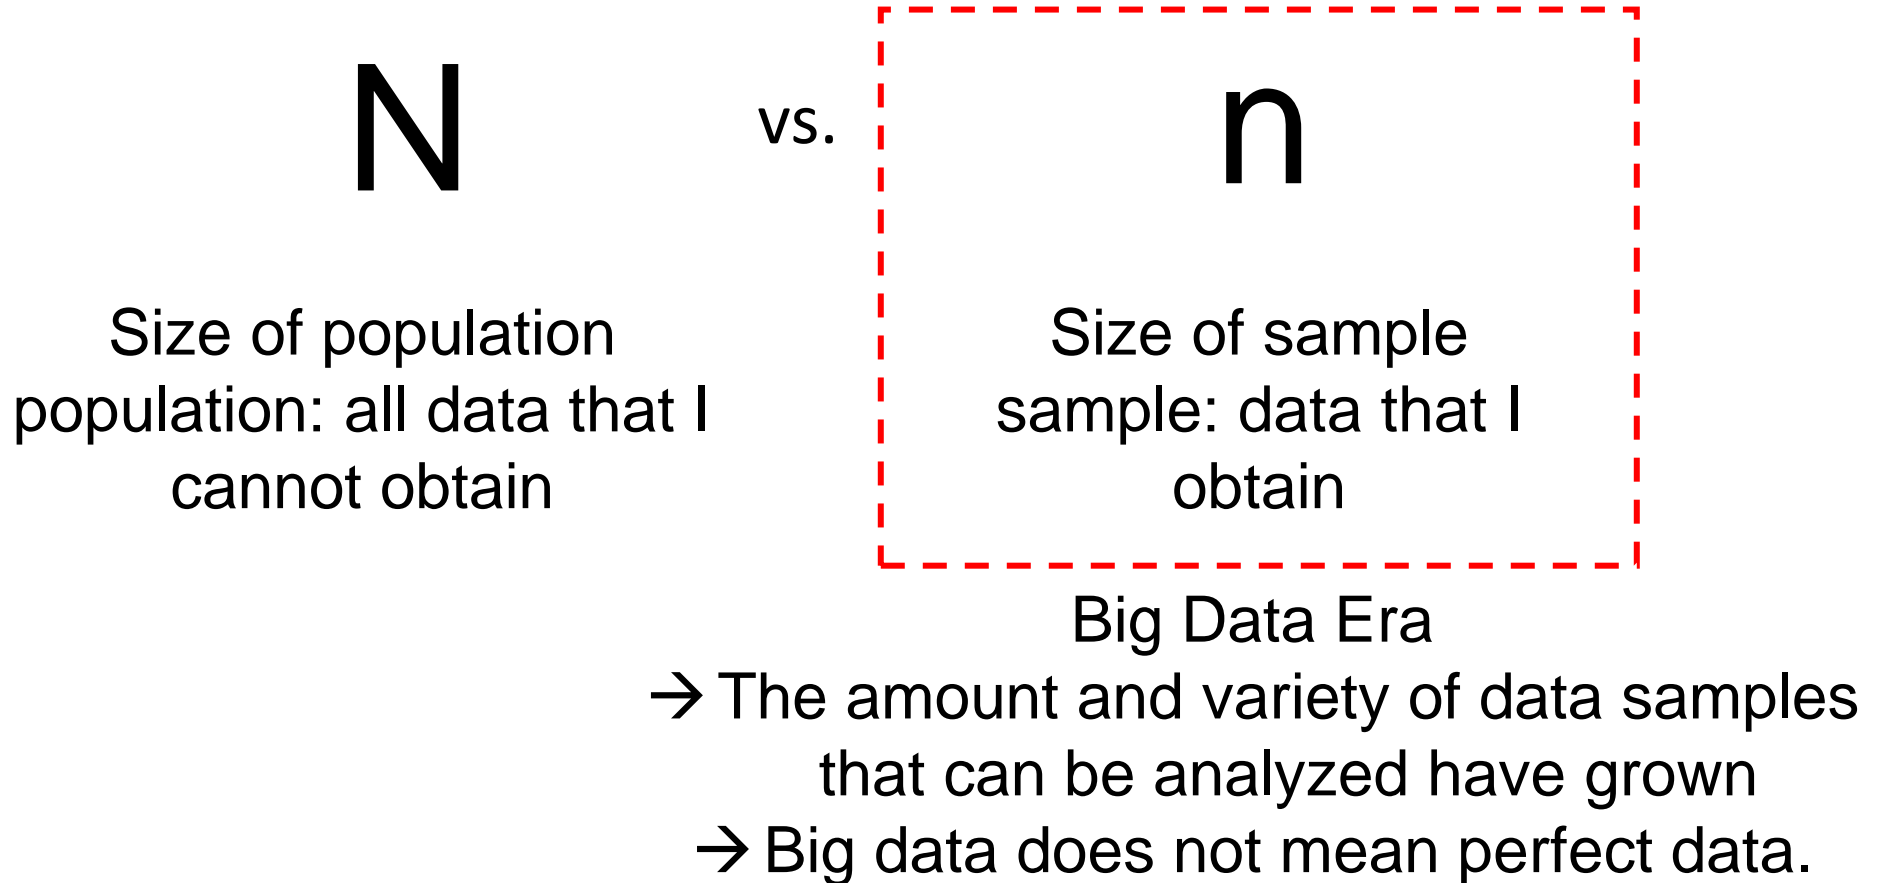 N
vs.
n
Size of population
population: all data that I
cannot obtain
Size of sample
sample: data that I
obtain
Big Data Era
→ The amount and variety of data samples
that can be analyzed have grown
→ Big data does not mean perfect data.